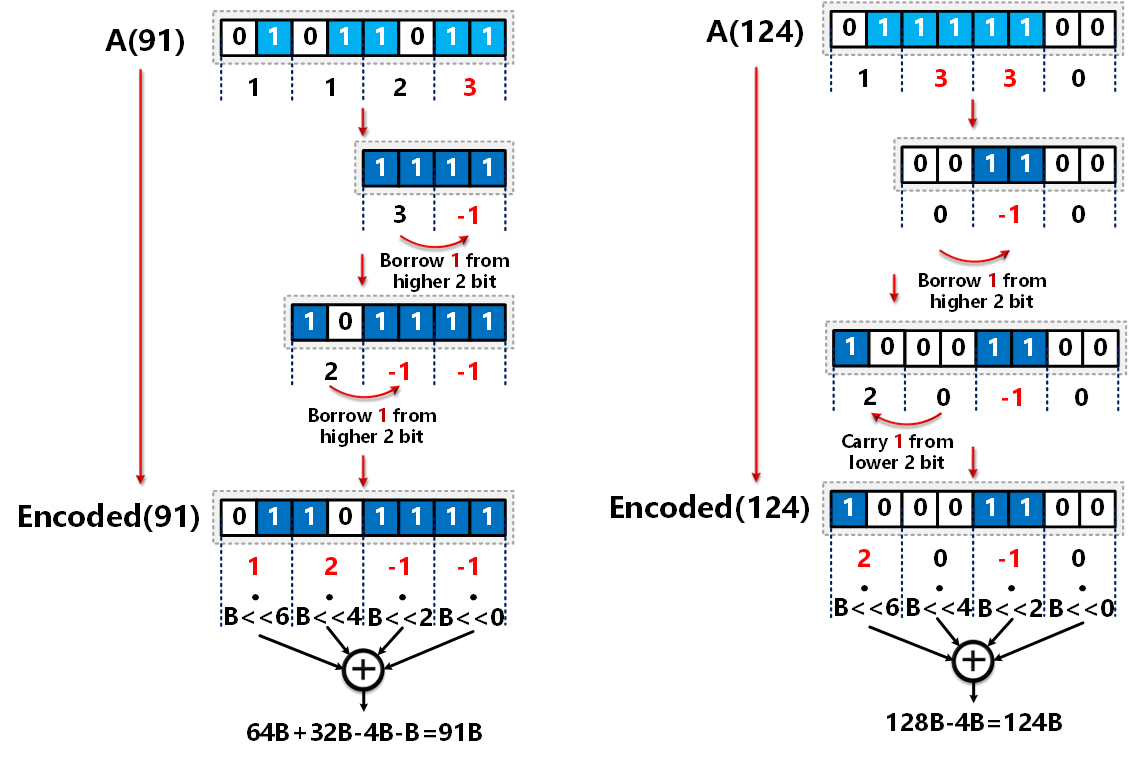 A(91)
0 1 0 1 1 0 1 1
1 1 2 3
1 1 1 1
3 -1
Borrow 1 from
higher 2 bit
1 0 1 1 1 1
2 -1 -1
Borrow 1 from
higher 2 bit
Encoded(91)
0 1 1 0 1 1 1 1
1 2 -1 -1
B<<6 B<<4 B<<2 B<<0
+
64B+32B-4B-B=91B
A(124)
0 1 1 1 1 1 0 0
1 3 3 0
0 0 1 1 0 0
0 -1 0
Borrow 1 from
higher 2 bit
1 0 0 0 1 1 0 0
2 0 -1 0
Carry 1 from
lower 2 bit
Encoded(124)
1 0 0 0 1 1 0 0
2 0 -1 0
B<<6 B<<4 B<<2 B<<0
+
128B-4B=124B